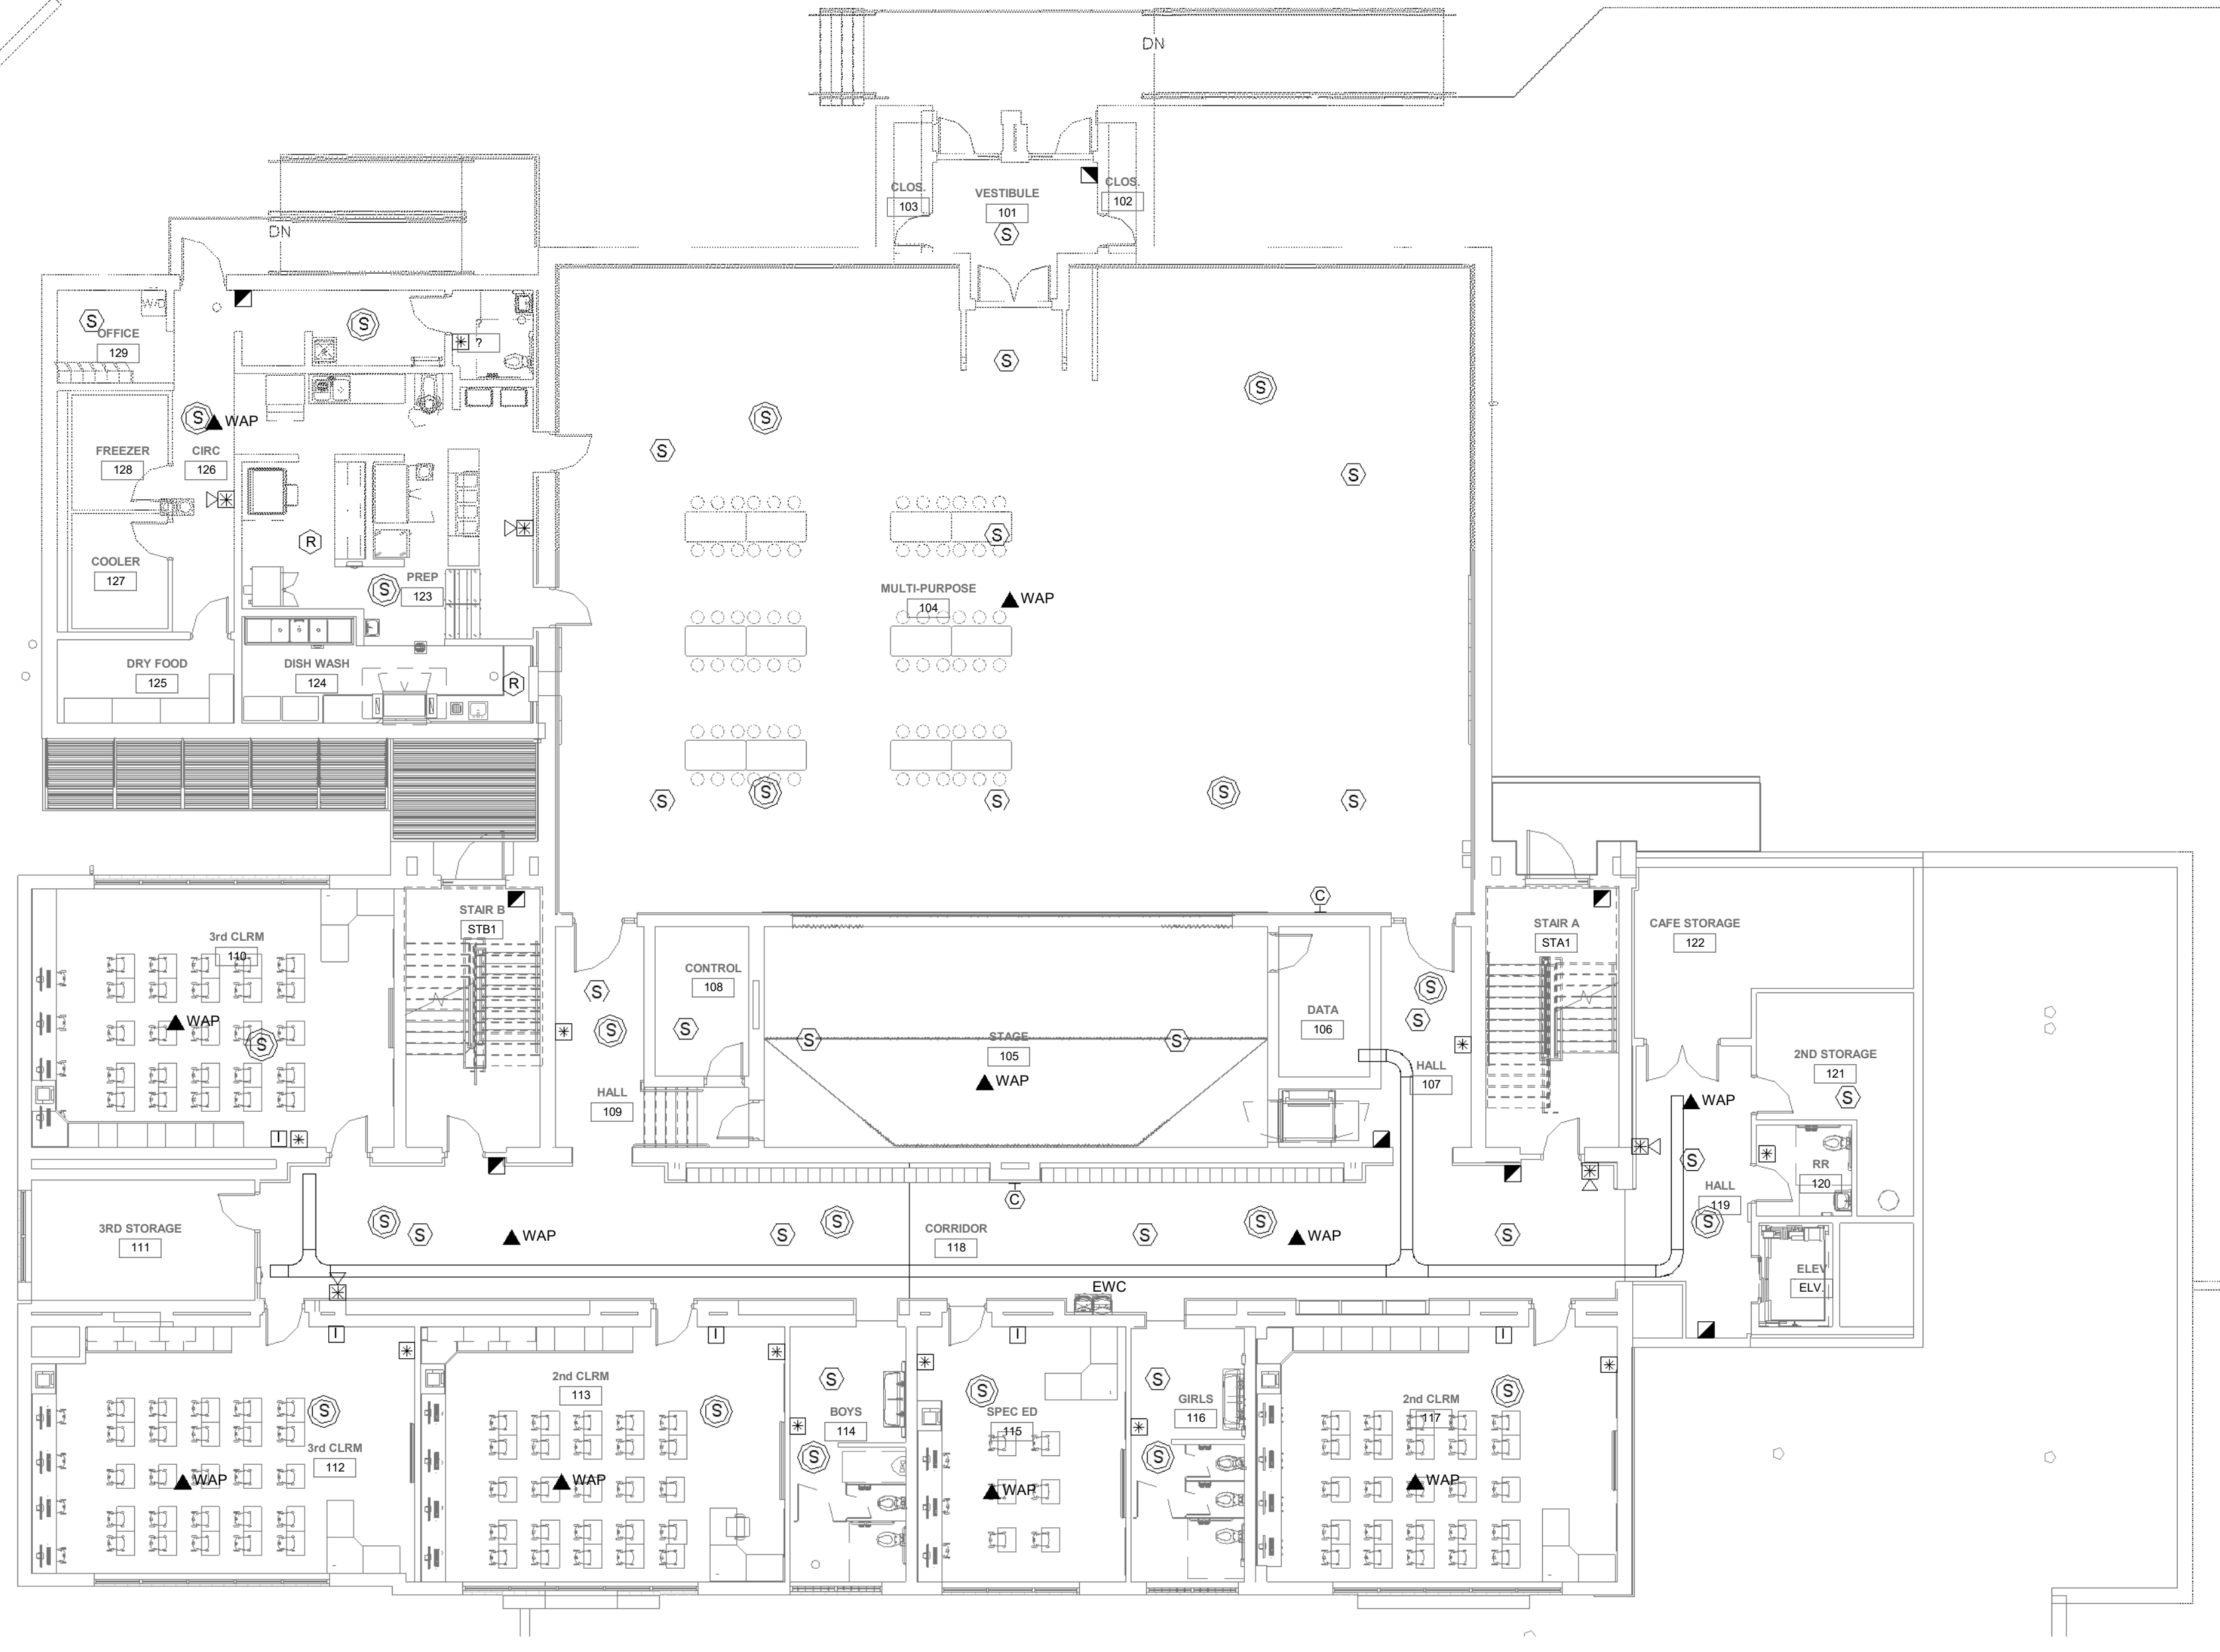 DN
CLOS.
103
VESTIBULE
101
CLOS.
102
S
DN
W/D
S
OFFICE
129
S
?
S
S
S
S WAP
S
S
FREEZER
128
CIRC
126
S
R
S
COOLER
127
PREP
123
S
MULTI-PURPOSE
104
WAP
DRY FOOD
125
DISH WASH
124
R
S
S
S
S
S
C
3rd CLRM
110
STAIR B
STB1
STAIR A
STA1
CAFE STORAGE
122
CONTROL
108
S
S
WAP
S
S
S
S
STAGE
105
S
DATA
106
S
WAP
HALL
109
HALL
107
2ND STORAGE
121
S
WAP
I
S
RR
120
C
HALL
119
S
3RD STORAGE
111
S
S
WAP
S
S
CORRIDOR
118
S
S
WAP
S
ELEV
ELV.
EWC
I
I
I
I
3rd CLRM
112
S
WAP
2nd CLRM
113
S
WAP
S
BOYS
114
S
S
SPEC ED
115
WAP
S
GIRLS
116
S
2nd CLRM
117
S
WAP